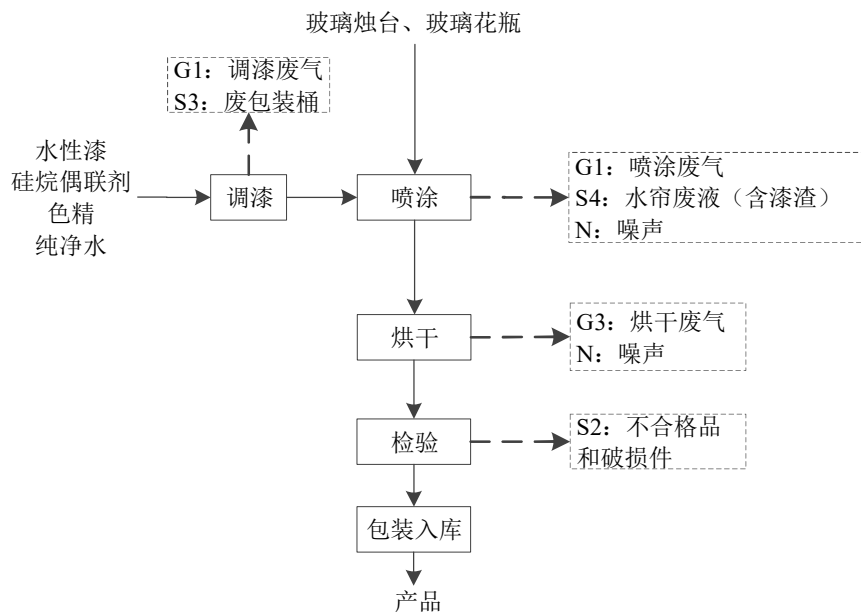 玻璃烛台、玻璃花瓶
G1：调漆废气
S3：废包装桶
水性漆
硅烷偶联剂
色精
纯净水
调漆
喷涂
G1：喷涂废气
S4：水帘废液（含漆渣）
N：噪声
烘干
G3：烘干废气
N：噪声
检验
S2：不合格品
和破损件
包装入库
产品